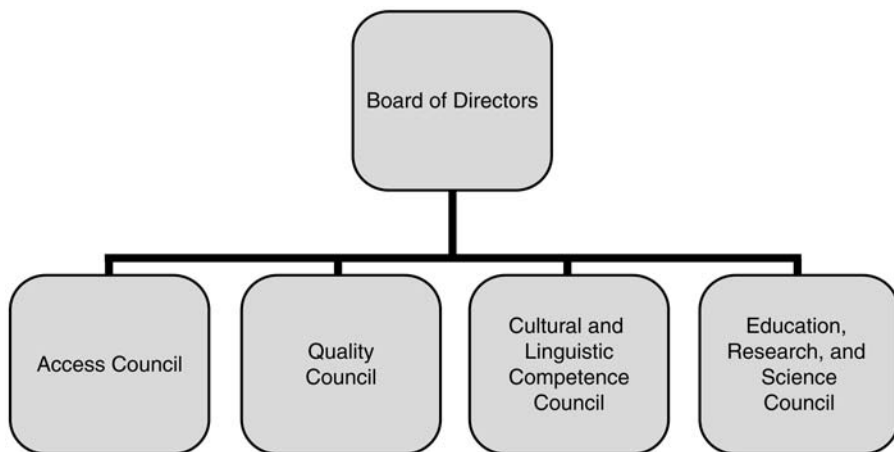 Board of Directors
Access Council
Quality
Council
Cultural and
Linguistic
Competence
Council
Education,
Research, and
Science
Council